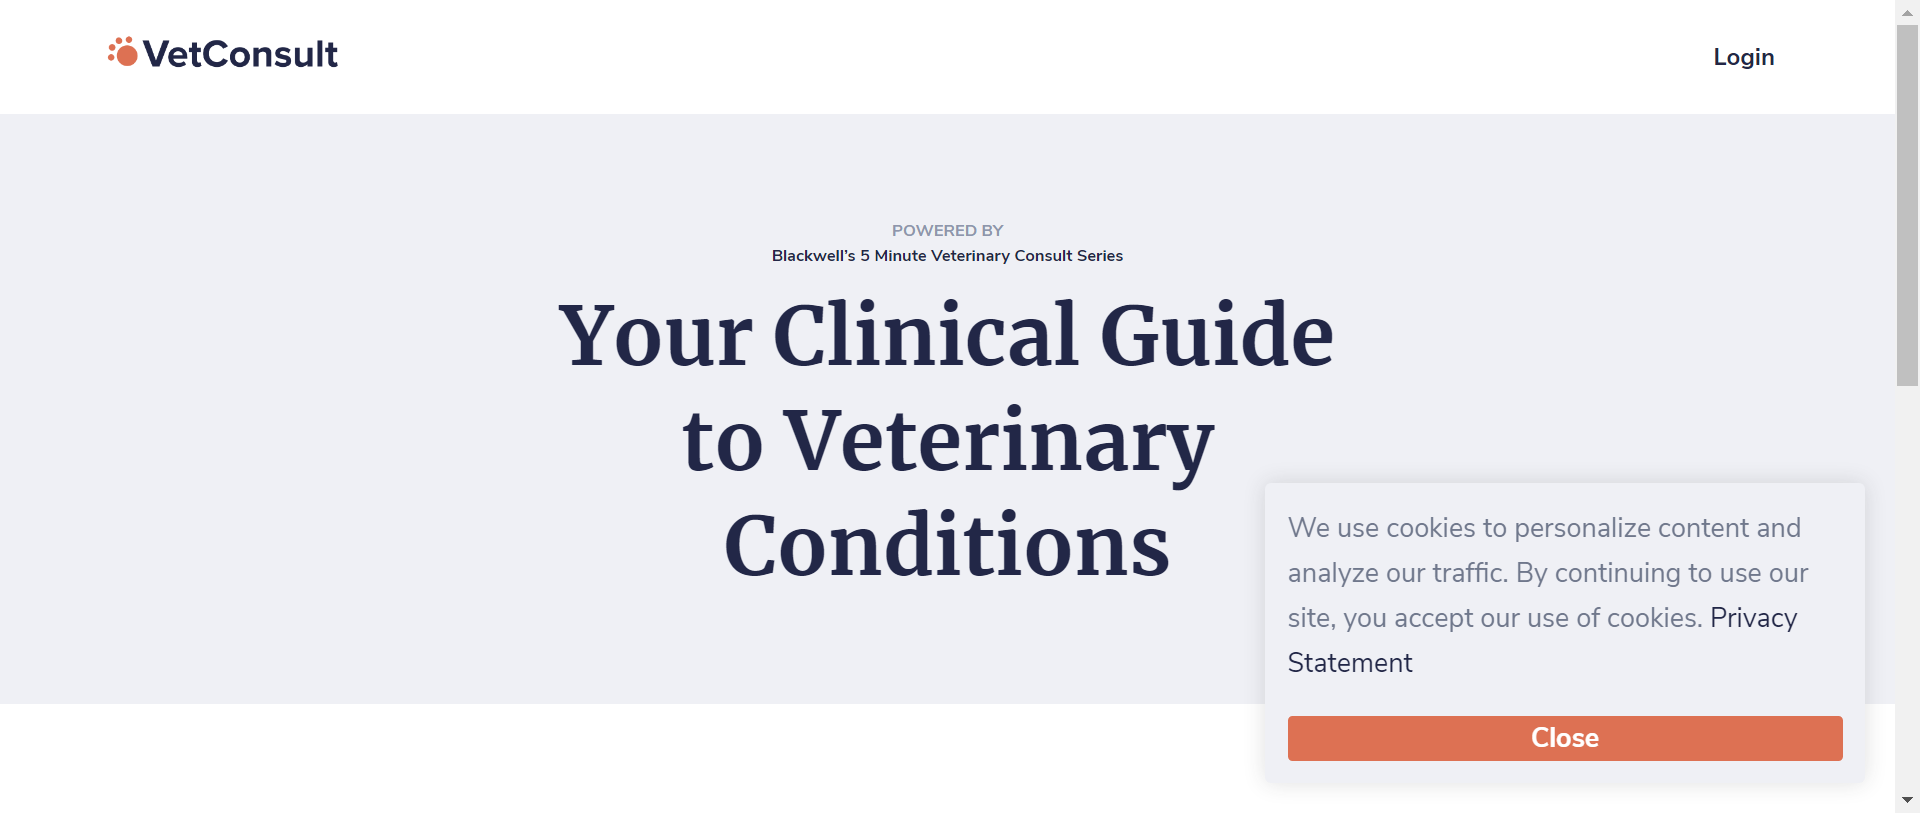 VetConsult
Login
POWERED BY
Blackwell’s 5 Minute Veterinary Consult Series
Your Clinical Guide
to Veterinary
Conditions
We use cookies to personalize content and
analyze our traffic. By continuing to use our
site, you accept our use of cookies. Privacy
Statement
Close